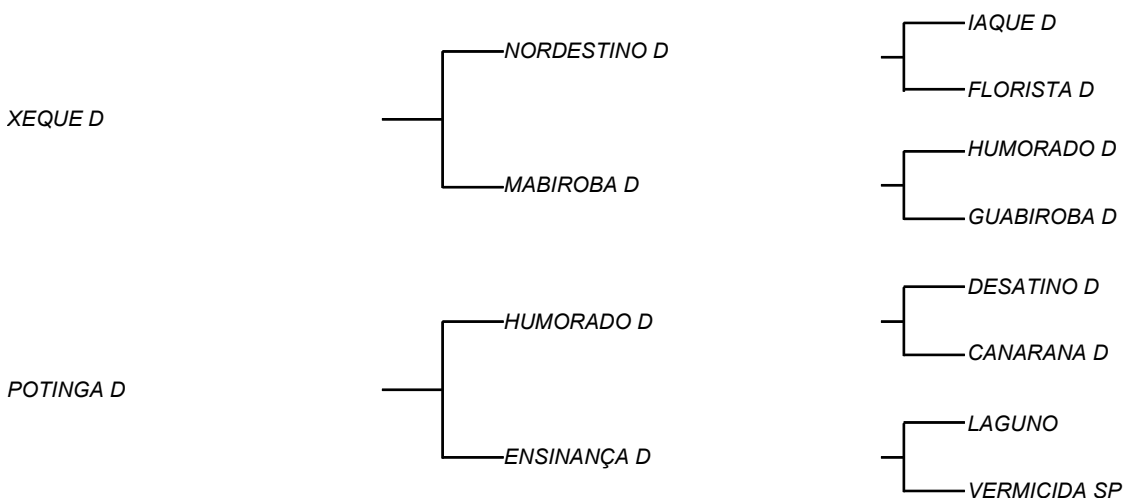 IAQUE D
NORDESTINO D
FLORISTA D
XEQUE D
HUMORADO D
MABIROBA D
GUABIROBA D
DESATINO D
HUMORADO D
CANARANA D
POTINGA D
LAGUNO
ENSINANÇA D
VERMICIDA SP